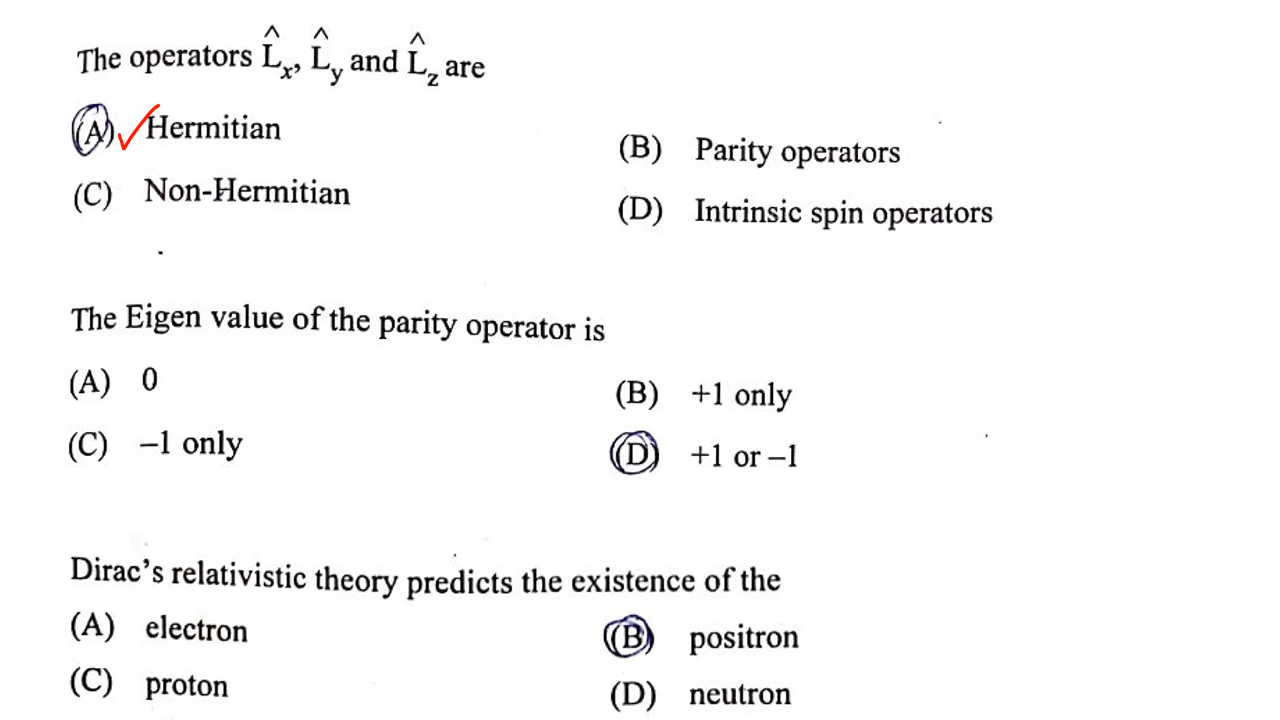 The operators L̂x, L̂y and L̂z are
(A) ✓ Hermitian
(B) Parity operators
(C) Non-Hermitian
(D) Intrinsic spin operators
The Eigen value of the parity operator is
(A) 0
(B) +1 only
(C) –1 only
(D) +1 or –1
Dirac's relativistic theory predicts the existence of the
(A) electron
(B) positron
(C) proton
(D) neutron